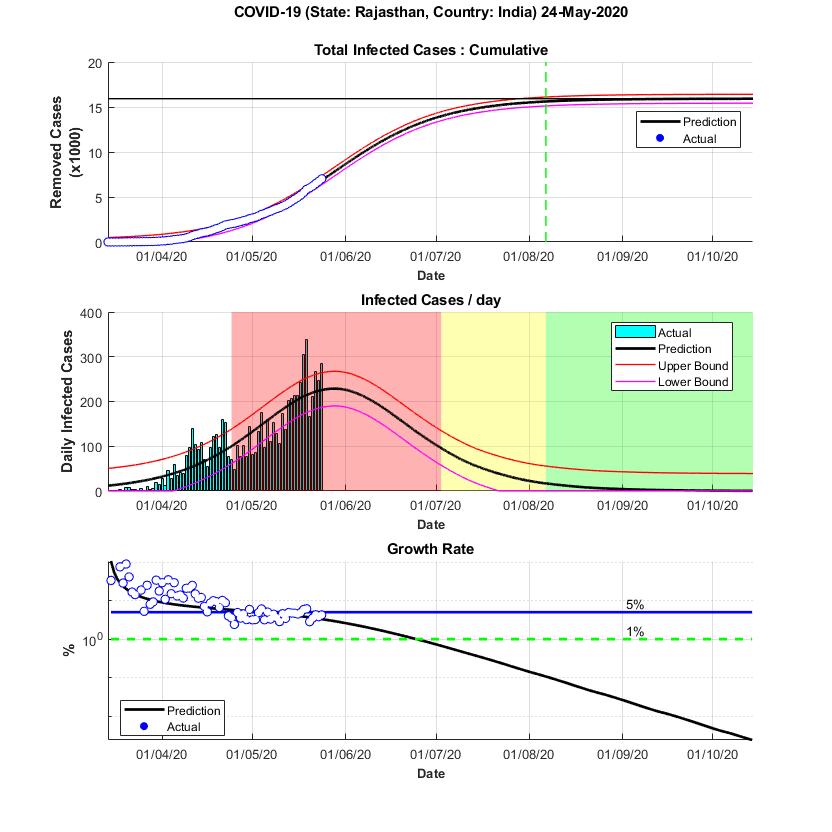 COVID-19 (State: Rajasthan, Country: India) 24-May-2020
Total Infected Cases : Cumulative
Removed Cases
(x1000)
20
15
10
5
0
Prediction
Actual
01/04/20 01/05/20 01/06/20 01/07/20 01/08/20 01/09/20 01/10/20
Date
Infected Cases / day
Daily Infected Cases
400
300
200
100
0
Actual
Prediction
Upper Bound
Lower Bound
01/04/20 01/05/20 01/06/20 01/07/20 01/08/20 01/09/20 01/10/20
Date
Growth Rate
%
10⁰
5%
1%
Prediction
Actual
01/04/20 01/05/20 01/06/20 01/07/20 01/08/20 01/09/20 01/10/20
Date